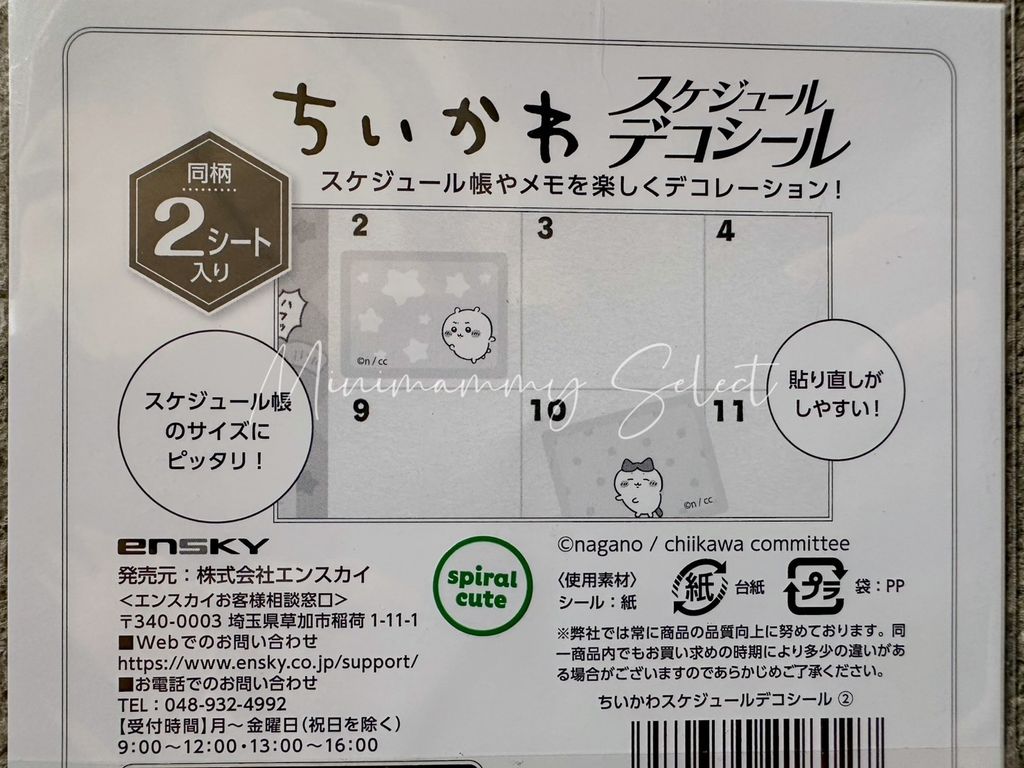 ちいかわ スケジュール
デコシール
スケジュール帳やメモを楽しくデコレーション！
同柄
2シート
入り
2
3
4
ハフッ
©n / cc
スケジュール帳
のサイズに
ピッタリ！
貼り直しが
しやすい！
9
10
11
©n / cc
Minimammy Select
ensky
発売元：株式会社エンスカイ
＜エンスカイお客様相談窓口＞
〒340-0003 埼玉県草加市稲荷 1-11-1
■Webでのお問い合わせ
https://www.ensky.co.jp/support/
■お電話でのお問い合わせ
TEL：048-932-4992
【受付時間】月～金曜日（祝日を除く）
9:00～12:00・13:00～16:00
spiral
cute
©nagano / chiikawa committee
〈使用素材〉
シール：紙
紙 台紙
プラ 袋：PP
※弊社では常に商品の品質向上に努めております。同
一商品内でもお買い求めの時期により多少の違いがあ
る場合がございますのであらかじめご了承ください。
ちいかわスケジュールデコシール ②